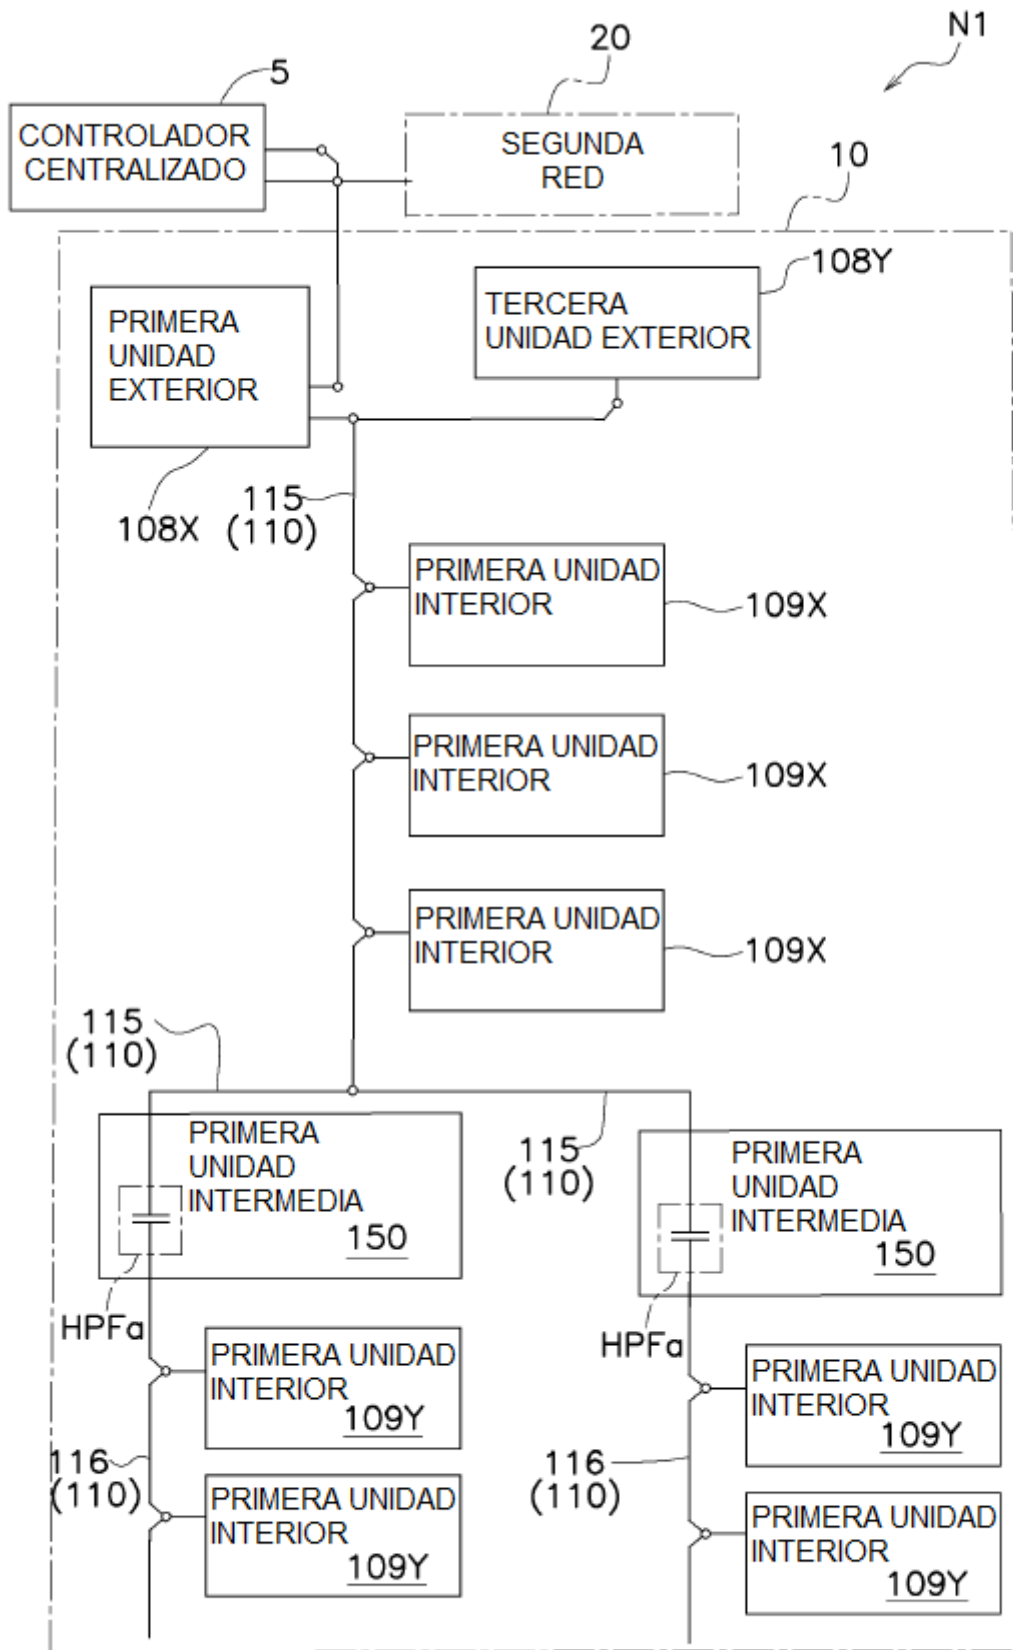 N1
20
5
CONTROLADOR
CENTRALIZADO
SEGUNDA
RED
10
108Y
TERCERA
UNIDAD EXTERIOR
PRIMERA
UNIDAD
EXTERIOR
108X
115
(110)
PRIMERA UNIDAD
INTERIOR
109X
PRIMERA UNIDAD
INTERIOR
109X
PRIMERA UNIDAD
INTERIOR
109X
115
(110)
PRIMERA
UNIDAD
INTERMEDIA
150
HPFa
115
(110)
PRIMERA
UNIDAD
INTERMEDIA
150
HPFa
PRIMERA UNIDAD
INTERIOR
109Y
116
(110)
PRIMERA UNIDAD
INTERIOR
109Y
PRIMERA UNIDAD
INTERIOR
109Y
116
(110)
PRIMERA UNIDAD
INTERIOR
109Y